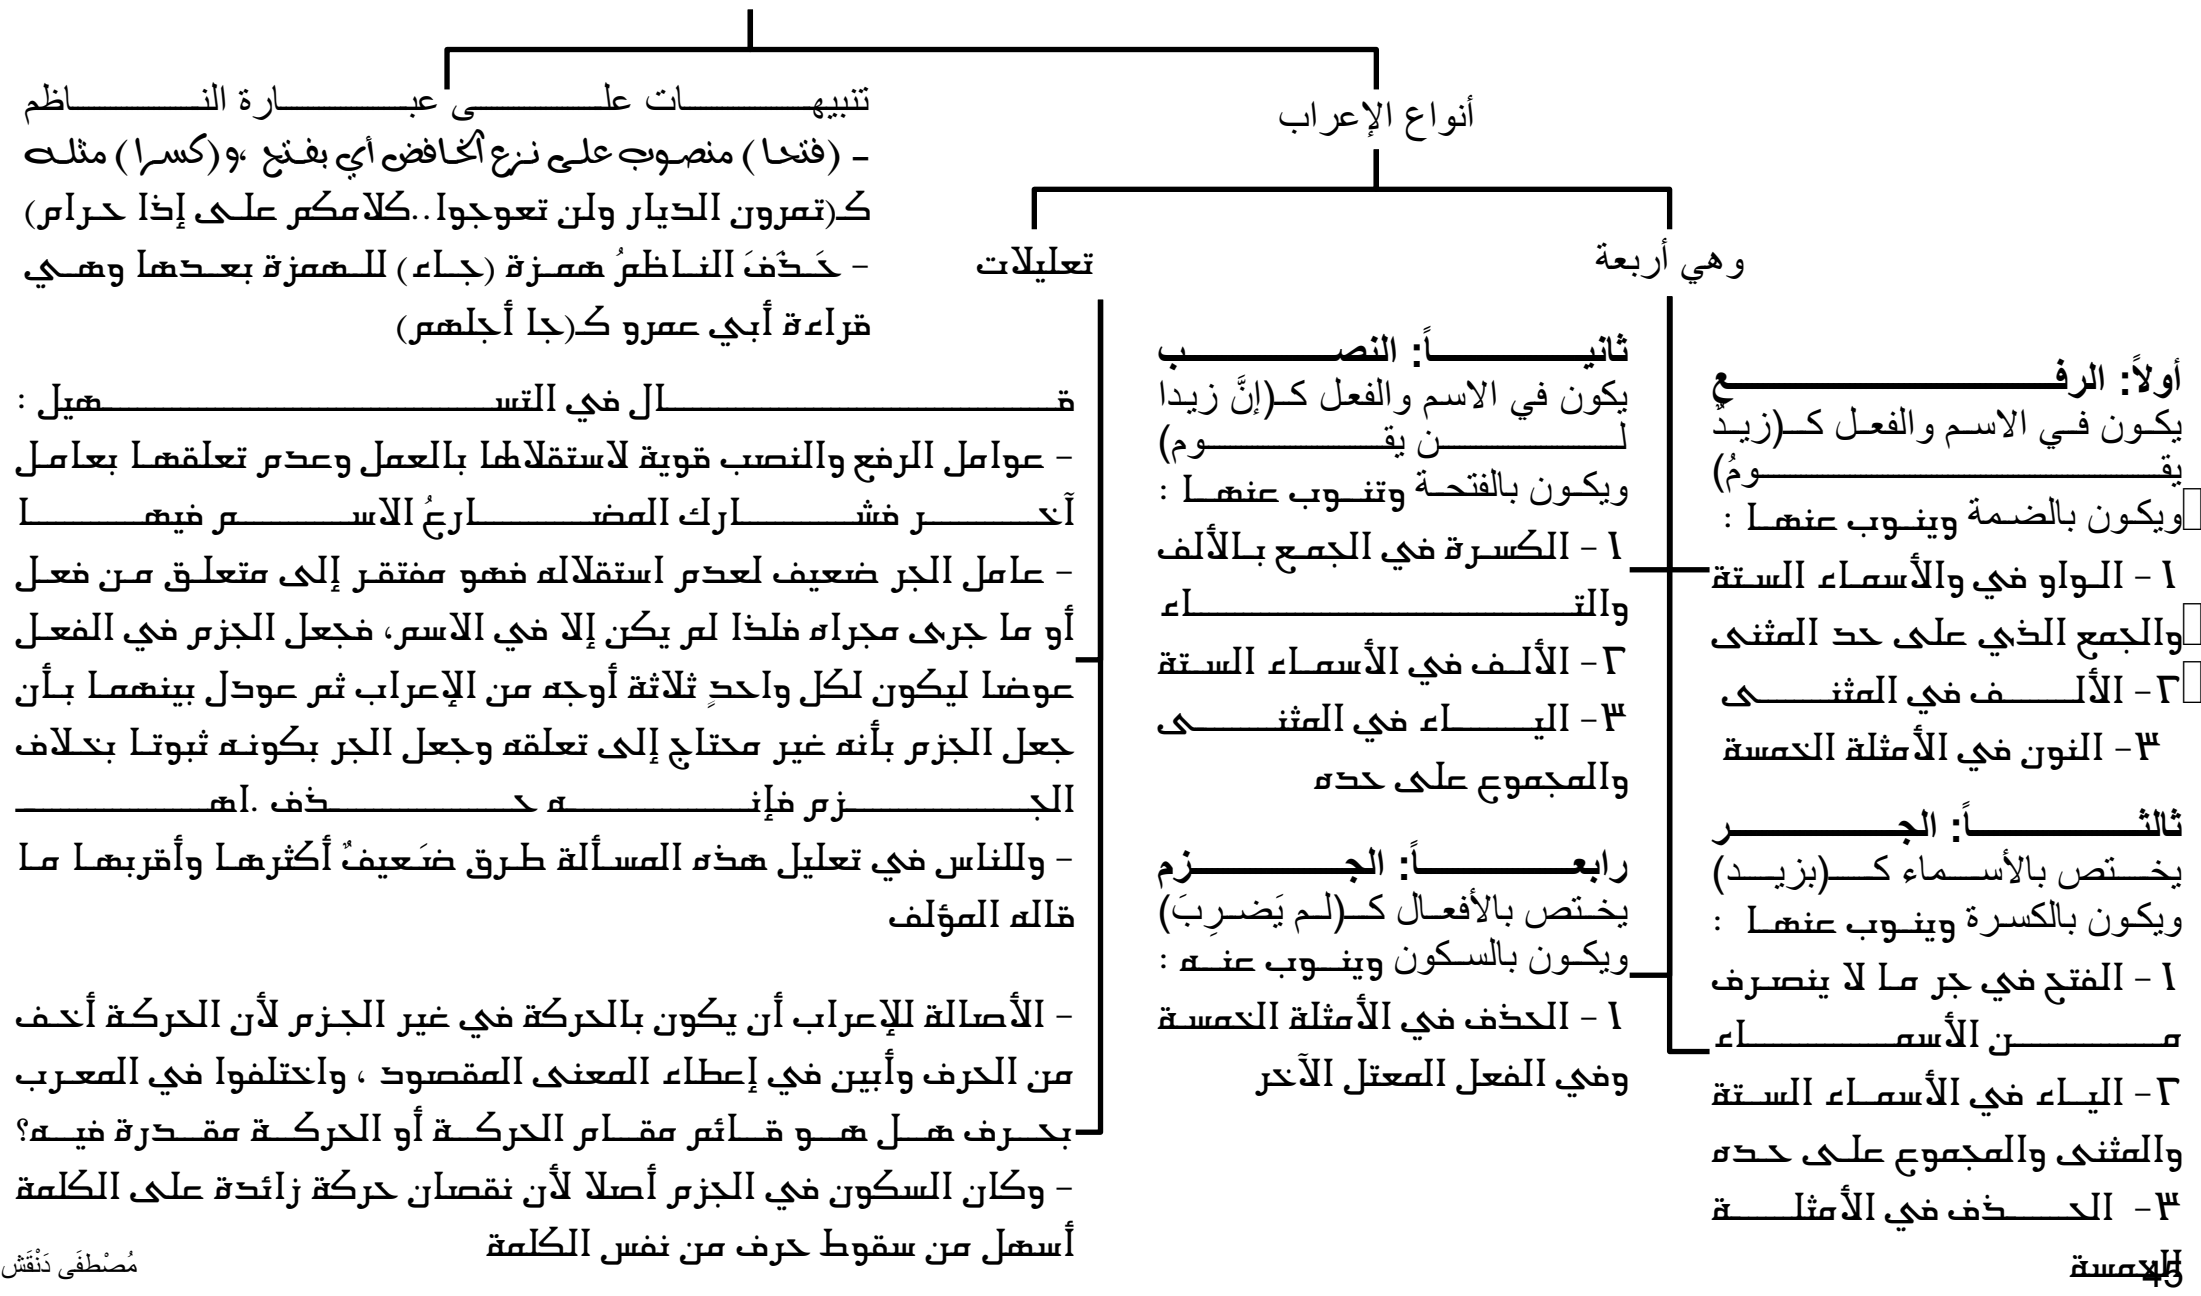 أنواع الإعراب
وهي أربعة
أولاً: الرفع
يكون في الاسم والفعل كـ(زيدٌ
يقومُ)
ويكون بالضمة وينوب عنها :
١- الواو في والأسماء الستة
والجمع الذي على حد المثنى
٢- الألف في المثنى
٣- النون في الأمثلة الخمسة
ثانياً: النصب
يكون في الاسم والفعل كـ(إنَّ زيدا
لن يقوم)
ويكون بالفتحة وتنوب عنها :
١- الكسرة في الجمع بالألف
والتاء
٢- الألف في الأسماء الستة
٣- الياء في المثنى
والمجموع على حده
ثالثاً: الجر
يختص بالأسماء كـ(بزيد)
ويكون بالكسرة وينوب عنها :
١- الفتح في جر ما لا ينصرف
من الأسماء
٢- الياء في الأسماء الستة
والمثنى والمجموع على حده
٣- الحذف في الأمثلة
الخمسة
رابعاً: الجزم
يختص بالأفعال كـ(لم يَضرِبَ)
ويكون بالسكون وينوب عنه :
١- الحذف في الأمثلة الخمسة
وفي الفعل المعتل الآخر
تعليلات
قال في التسهيل :
- عوامل الرفع والنصب قوية لاستقلالها بالعمل وعدم تعلقها بعامل
آخر فشارك المضارعُ الاسم فيها
- عامل الجر ضعيف لعدم استقلاله فهو مفتقر إلى متعلق من فعل
أو ما جرى مجراه فلذا لم يكن إلا في الاسم، فجعل الجزم في الفعل
عوضا ليكون لكل واحدٍ ثلاثة أوجه من الإعراب ثم عودل بينهما بأن
جعل الجزم بأنه غير محتاج إلى تعلقه وجعل الجر بكونه ثبوتا بخلاف
الجزم فإنه حذف .اهـ
- وللناس في تعليل هذه المسألة طرق ضَعيفٌ أكثرها وأقربها ما
قاله المؤلف
- الأصالة للإعراب أن يكون بالحركة في غير الجزم لأن الحركة أخف
من الحرف وأبين في إعطاء المعنى المقصود ، واختلفوا في المعرب
بحرف هل هو قائم مقام الحركة أو الحركة مقدرة فيه؟
- وكان السكون في الجزم أصلا لأن نقصان حركة زائدة على الكلمة
أسهل من سقوط حرف من نفس الكلمة
تنبيهات على عبارة الناظم
- (فتحا) منصوب على نزع الخافض أي بفتح ،و(كسرا) مثله
كـ(تمرون الديار ولن تعوجوا..كلامكم على إذا حرام)
- حَذَفَ الناظمُ همزة (جاء) للهمزة بعدها وهي
قراءة أبي عمرو كـ(جا أجلهم)
45
مُصْطفَى دَنْقَش